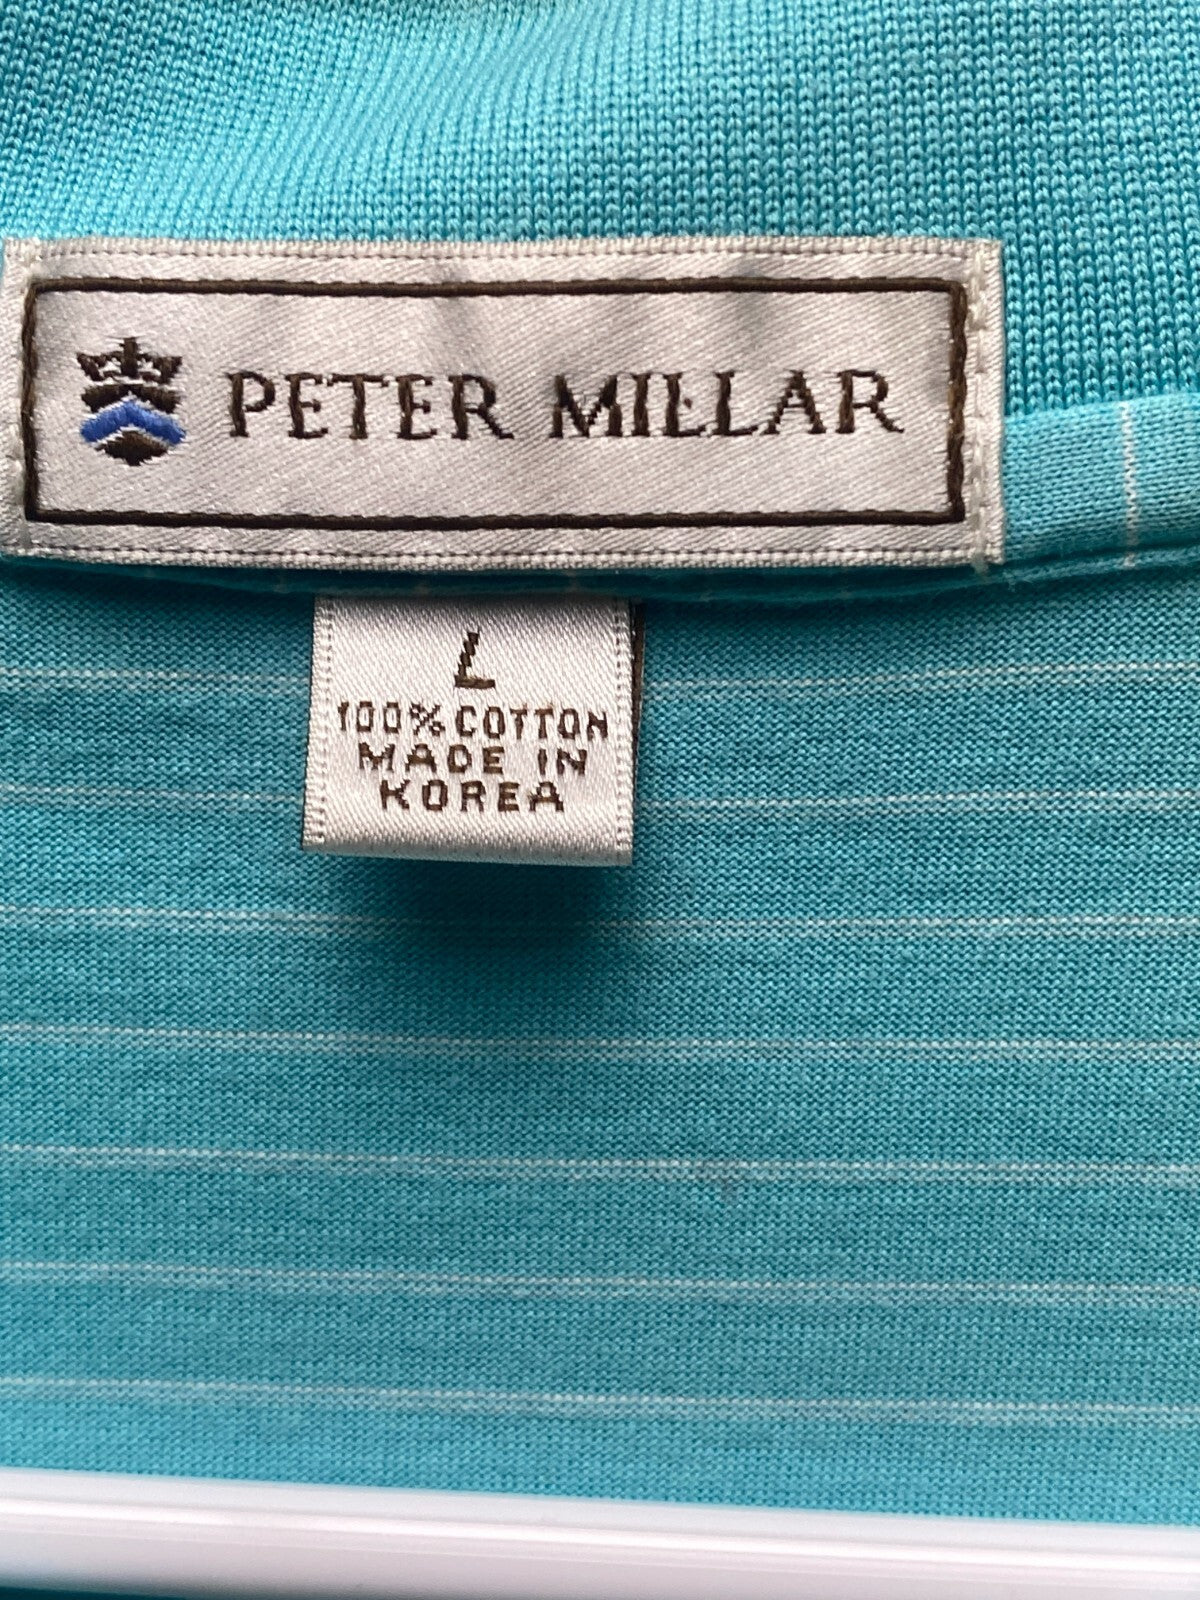 PETER MILLAR
L
100% COTTON
MADE IN
KOREA